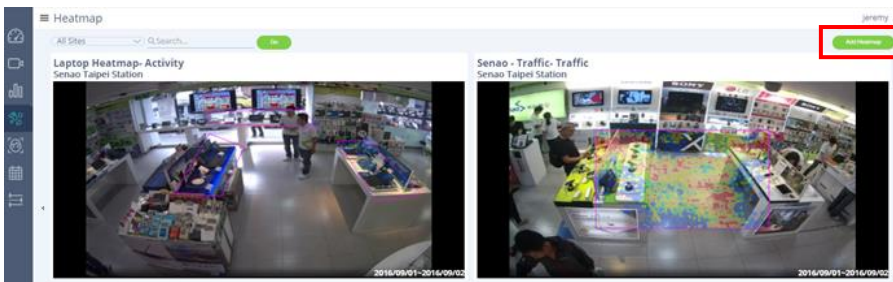 Heatmap
jeremy
All Sites
Search...
Go
Add Heatmap
Laptop Heatmap- Activity
Senao Taipei Station
Senao - Traffic- Traffic
Senao Taipei Station
SONY
2016/09/01~2016/09/02
2016/09/01~2016/09/02